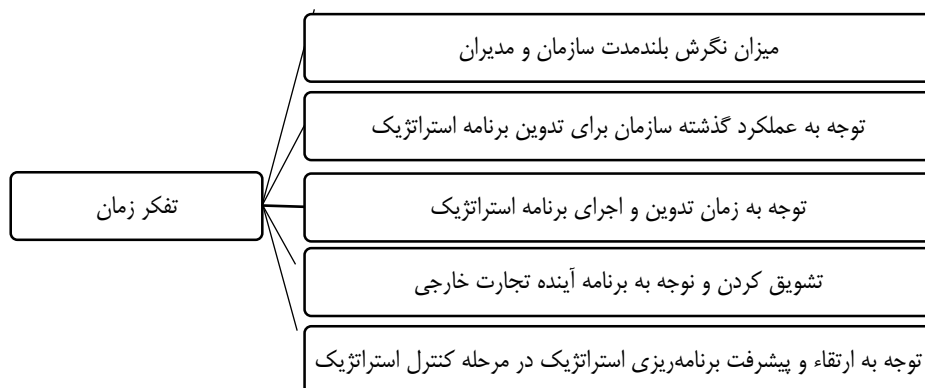 میزان نگرش بلندمدت سازمان و مدیران
توجه به عملکرد گذشته سازمان برای تدوین برنامه استراتژیک
تفکر زمان
توجه به زمان تدوین و اجرای برنامه استراتژیک
تشویق کردن و نوجه به برنامه آینده تجارت خارجی
توجه به ارتقاء و پیشرفت برنامه‌ریزی استراتژیک در مرحله کنترل استراتژیک